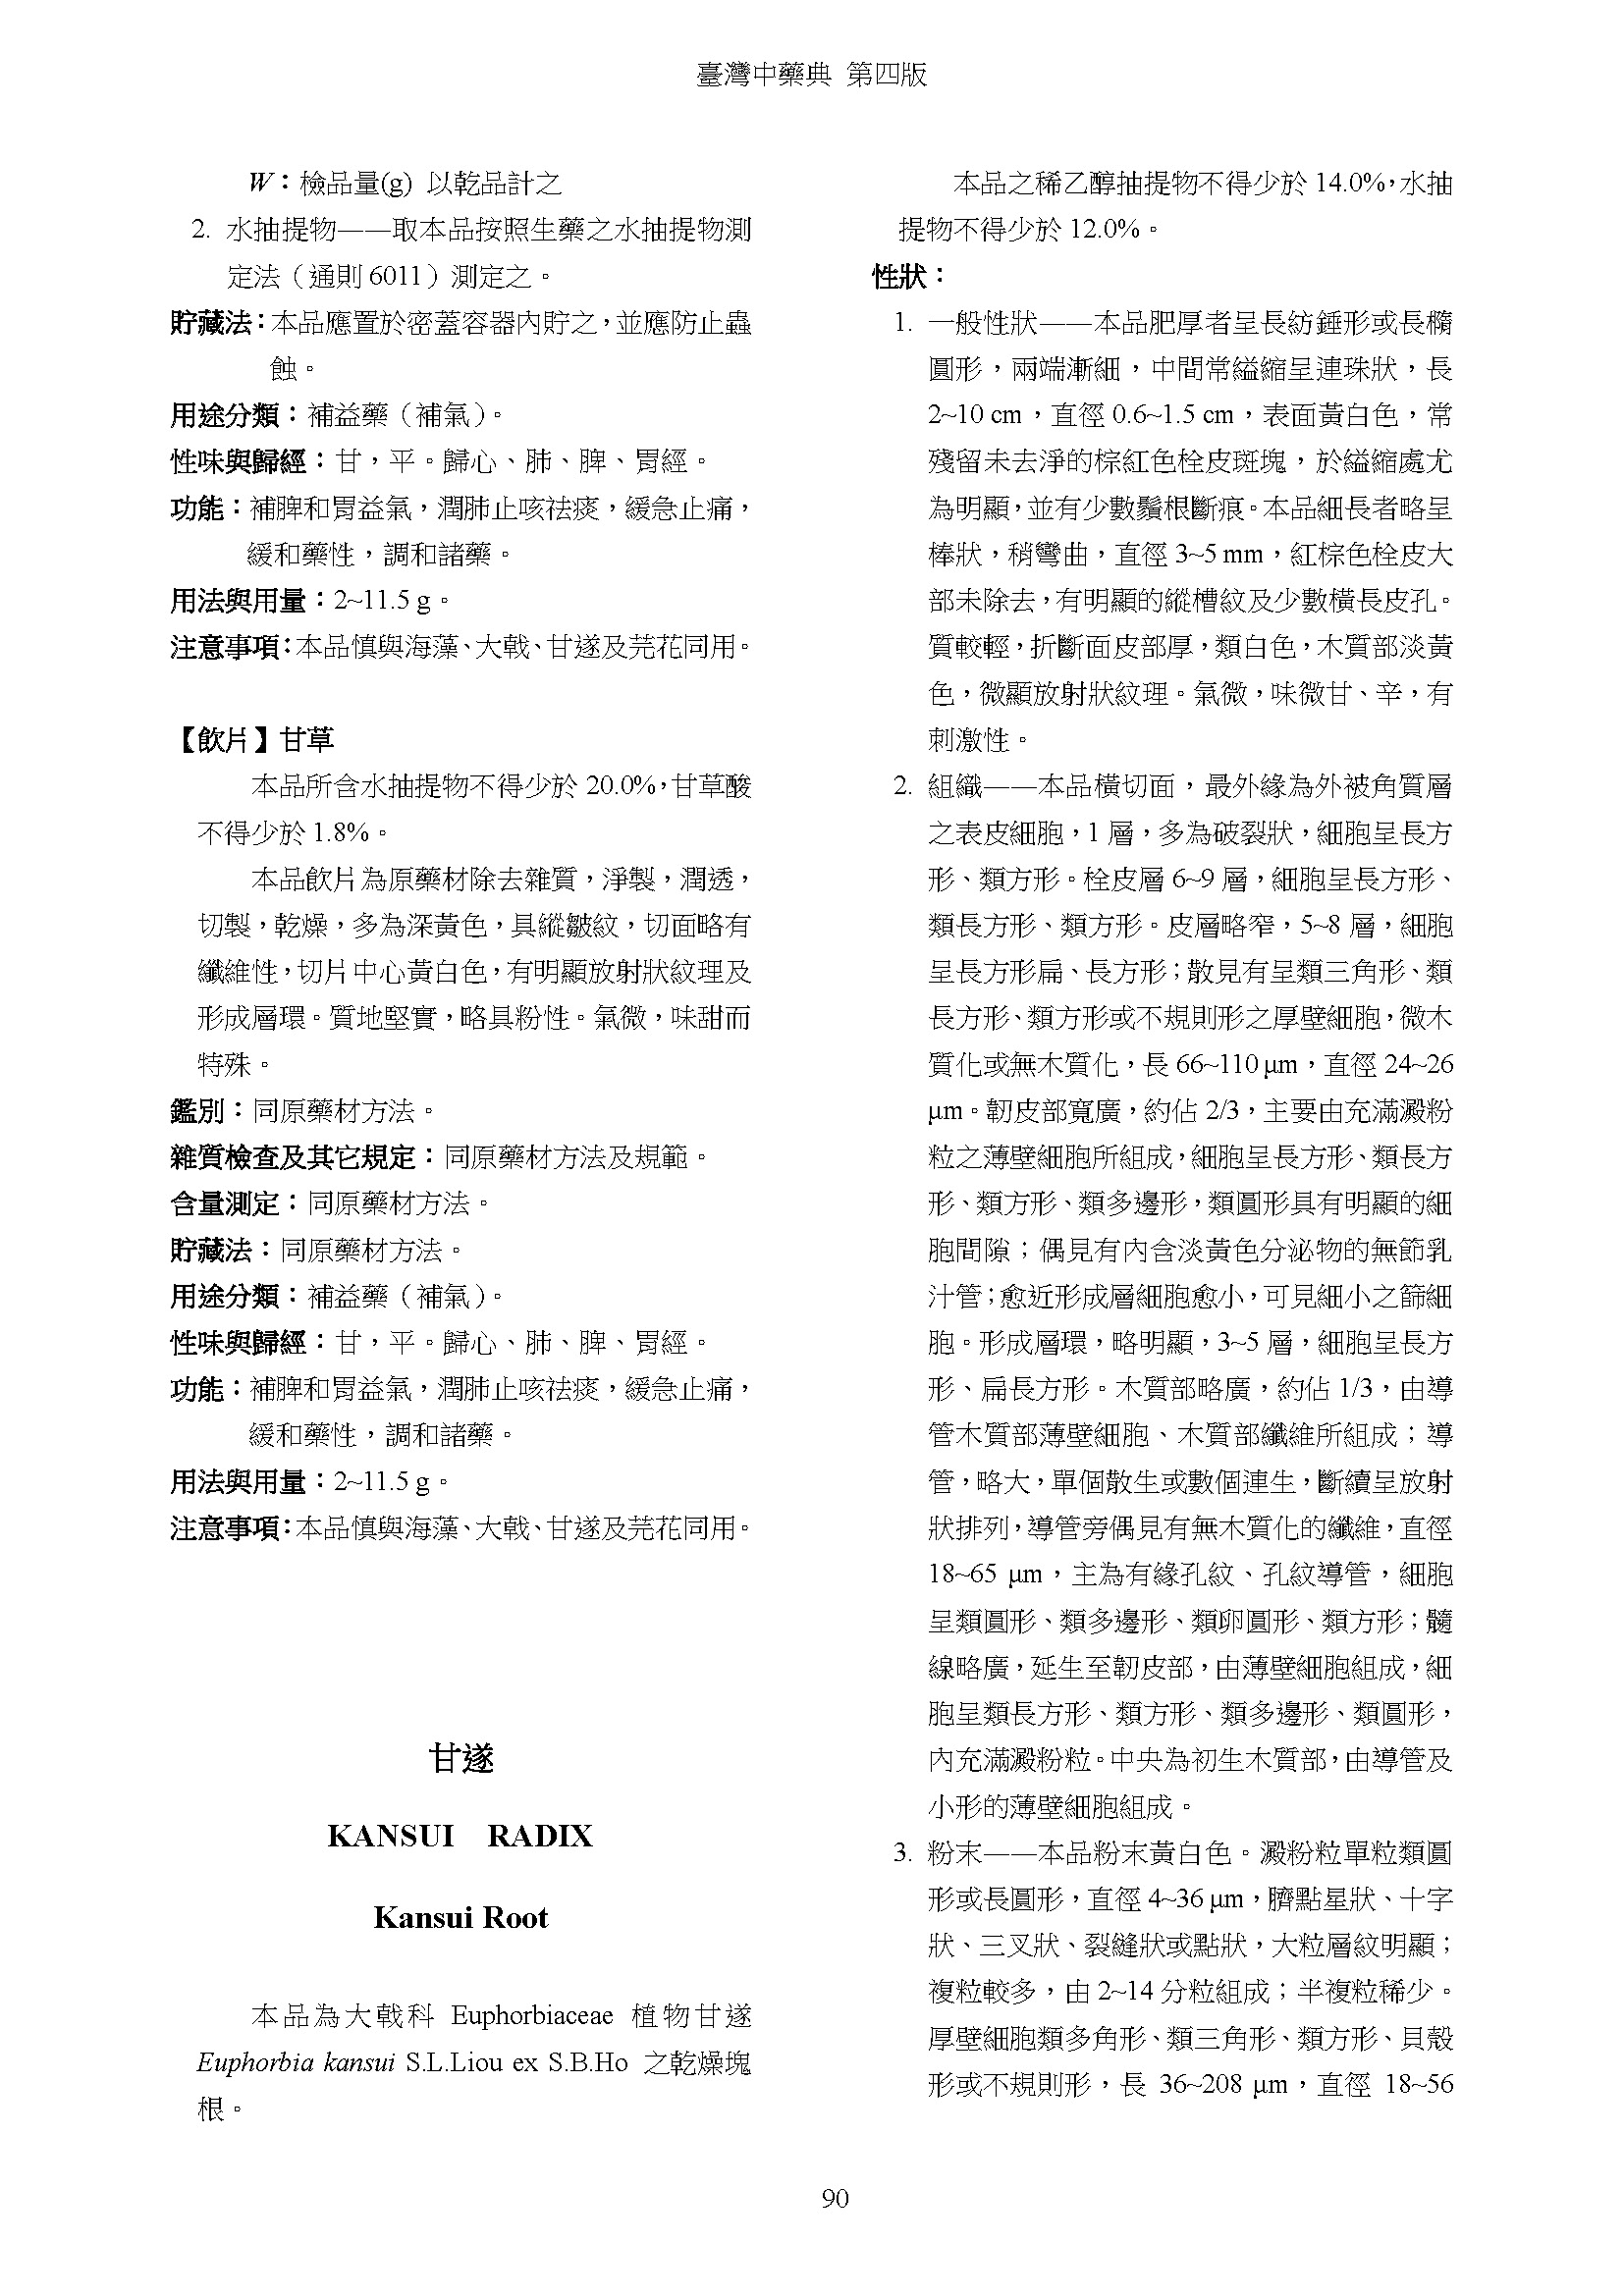 臺灣中藥典 第四版
W：檢品量(g) 以乾品計之
2. 水抽提物——取本品按照生藥之水抽提物測
定法（通則 6011）測定之。
貯藏法：本品應置於密蓋容器內貯之，並應防止蟲
蝕。
用途分類：補益藥（補氣）。
性味與歸經：甘，平。歸心、肺、脾、胃經。
功能：補脾和胃益氣，潤肺止咳祛痰，緩急止痛，
緩和藥性，調和諸藥。
用法與用量：2~11.5 g。
注意事項：本品慎與海藻、大戟、甘遂及芫花同用。
【飲片】甘草
本品所含水抽提物不得少於 20.0%，甘草酸
不得少於 1.8%。
本品飲片為原藥材除去雜質，淨製，潤透，
切製，乾燥，多為深黃色，具縱皺紋，切面略有
纖維性，切片中心黃白色，有明顯放射狀紋理及
形成層環。質地堅實，略具粉性。氣微，味甜而
特殊。
鑑別：同原藥材方法。
雜質檢查及其它規定：同原藥材方法及規範。
含量測定：同原藥材方法。
貯藏法：同原藥材方法。
用途分類：補益藥（補氣）。
性味與歸經：甘，平。歸心、肺、脾、胃經。
功能：補脾和胃益氣，潤肺止咳祛痰，緩急止痛，
緩和藥性，調和諸藥。
用法與用量：2~11.5 g。
注意事項：本品慎與海藻、大戟、甘遂及芫花同用。
甘遂
KANSUI RADIX
Kansui Root
本品為大戟科 Euphorbiaceae 植物甘遂
Euphorbia kansui S.L.Liou ex S.B.Ho 之乾燥塊
根。
本品之稀乙醇抽提物不得少於 14.0%，水抽
提物不得少於 12.0%。
性狀：
1. 一般性狀——本品肥厚者呈長紡錘形或長橢
圓形，兩端漸細，中間常縊縮呈連珠狀，長
2~10 cm，直徑 0.6~1.5 cm，表面黃白色，常
殘留未去淨的棕紅色栓皮斑塊，於縊縮處尤
為明顯，並有少數鬚根斷痕。本品細長者略呈
棒狀，稍彎曲，直徑 3~5 mm，紅棕色栓皮大
部未除去，有明顯的縱槽紋及少數橫長皮孔。
質較輕，折斷面皮部厚，類白色，木質部淡黃
色，微顯放射狀紋理。氣微，味微甘、辛，有
刺激性。
2. 組織——本品橫切面，最外緣為外被角質層
之表皮細胞，1 層，多為破裂狀，細胞呈長方
形、類方形。栓皮層 6~9 層，細胞呈長方形、
類長方形、類方形。皮層略窄，5~8 層，細胞
呈長方形扁、長方形；散見有呈類三角形、類
長方形、類方形或不規則形之厚壁細胞，微木
質化或無木質化，長 66~110 μm，直徑 24~26
μm。韌皮部寬廣，約佔 2/3，主要由充滿澱粉
粒之薄壁細胞所組成，細胞呈長方形、類長方
形、類方形、類多邊形，類圓形具有明顯的細
胞間隙；偶見有內含淡黃色分泌物的無節乳
汁管；愈近形成層細胞愈小，可見細小之篩細
胞。形成層環，略明顯，3~5 層，細胞呈長方
形、扁長方形。木質部略廣，約佔 1/3，由導
管木質部薄壁細胞、木質部纖維所組成；導
管，略大，單個散生或數個連生，斷續呈放射
狀排列，導管旁偶見有無木質化的纖維，直徑
18~65 μm，主為有緣孔紋、孔紋導管，細胞
呈類圓形、類多邊形、類卵圓形、類方形；髓
線略廣，延生至韌皮部，由薄壁細胞組成，細
胞呈類長方形、類方形、類多邊形、類圓形，
內充滿澱粉粒。中央為初生木質部，由導管及
小形的薄壁細胞組成。
3. 粉末——本品粉末黃白色。澱粉粒單粒類圓
形或長圓形，直徑 4~36 μm，臍點星狀、十字
狀、三叉狀、裂縫狀或點狀，大粒層紋明顯；
複粒較多，由 2~14 分粒組成；半複粒稀少。
厚壁細胞類多角形、類三角形、類方形、貝殼
形或不規則形，長 36~208 μm，直徑 18~56
90